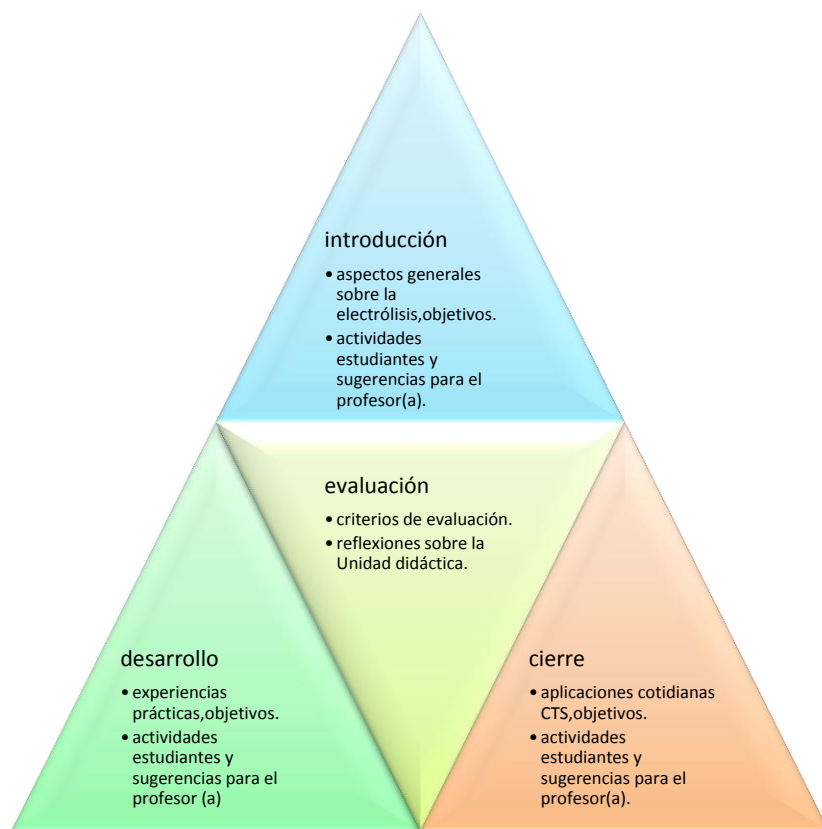 introducción
• aspectos generales
sobre la
electrólisis,objetivos.
• actividades
estudiantes y
sugerencias para el
profesor(a).
evaluación
• criterios de evaluación.
• reflexiones sobre la
Unidad didáctica.
desarrollo
• experiencias
prácticas,objetivos.
• actividades
estudiantes y
sugerencias para el
profesor (a)
cierre
• aplicaciones cotidianas
CTS,objetivos.
• actividades
estudiantes y
sugerencias para el
profesor(a).